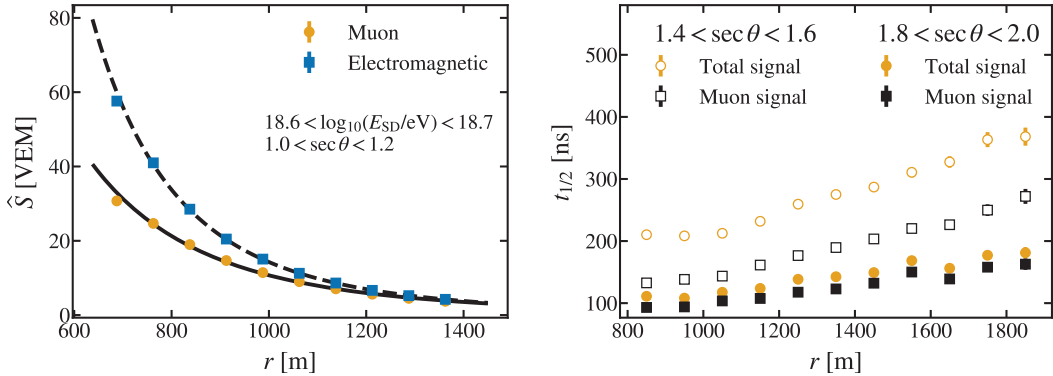 80
60
40
20
0
Ŝ [VEM]
Muon
Electromagnetic
18.6 < log₁₀(E_SD/eV) < 18.7
1.0 < sec θ < 1.2
600 800 1000 1200 1400
r [m]
500
400
300
200
100
t₁/₂ [ns]
1.4 < sec θ < 1.6 1.8 < sec θ < 2.0
Total signal Total signal
Muon signal Muon signal
800 1000 1200 1400 1600 1800
r [m]